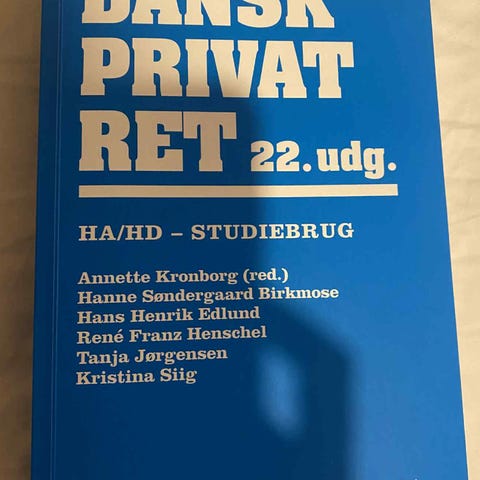 DANSK
PRIVAT
RET 22. udg.
HA/HD – STUDIEBRUG
Annette Kronborg (red.)
Hanne Søndergaard Birkmose
Hans Henrik Edlund
René Franz Henschel
Tanja Jørgensen
Kristina Siig